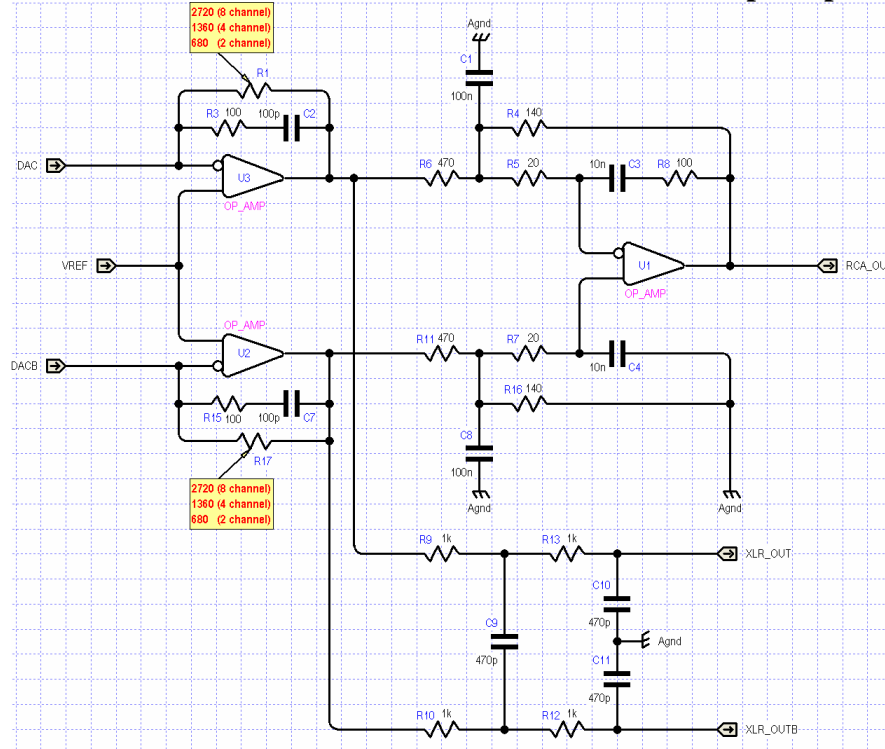 2720 (8 channel)
1360 (4 channel)
680 (2 channel)
Agnd
R1
C1
100n
R3 100 100p C2
R4 140
DAC
U3
OP_AMP
R6 470
R5 20
10n C3 R8 100
VREF
U1
OP_AMP
RCA_OU
OP_AMP
U2
DACB
R11 470
R7 20
10n C4
R15 100 100p C7
R16 140
R17
C8
100n
2720 (8 channel)
1360 (4 channel)
680 (2 channel)
Agnd
Agnd
R9 1k
R13 1k
XLR_OUT
C10
470p
C9
470p
Agnd
C11
470p
R10 1k
R12 1k
XLR_OUTB